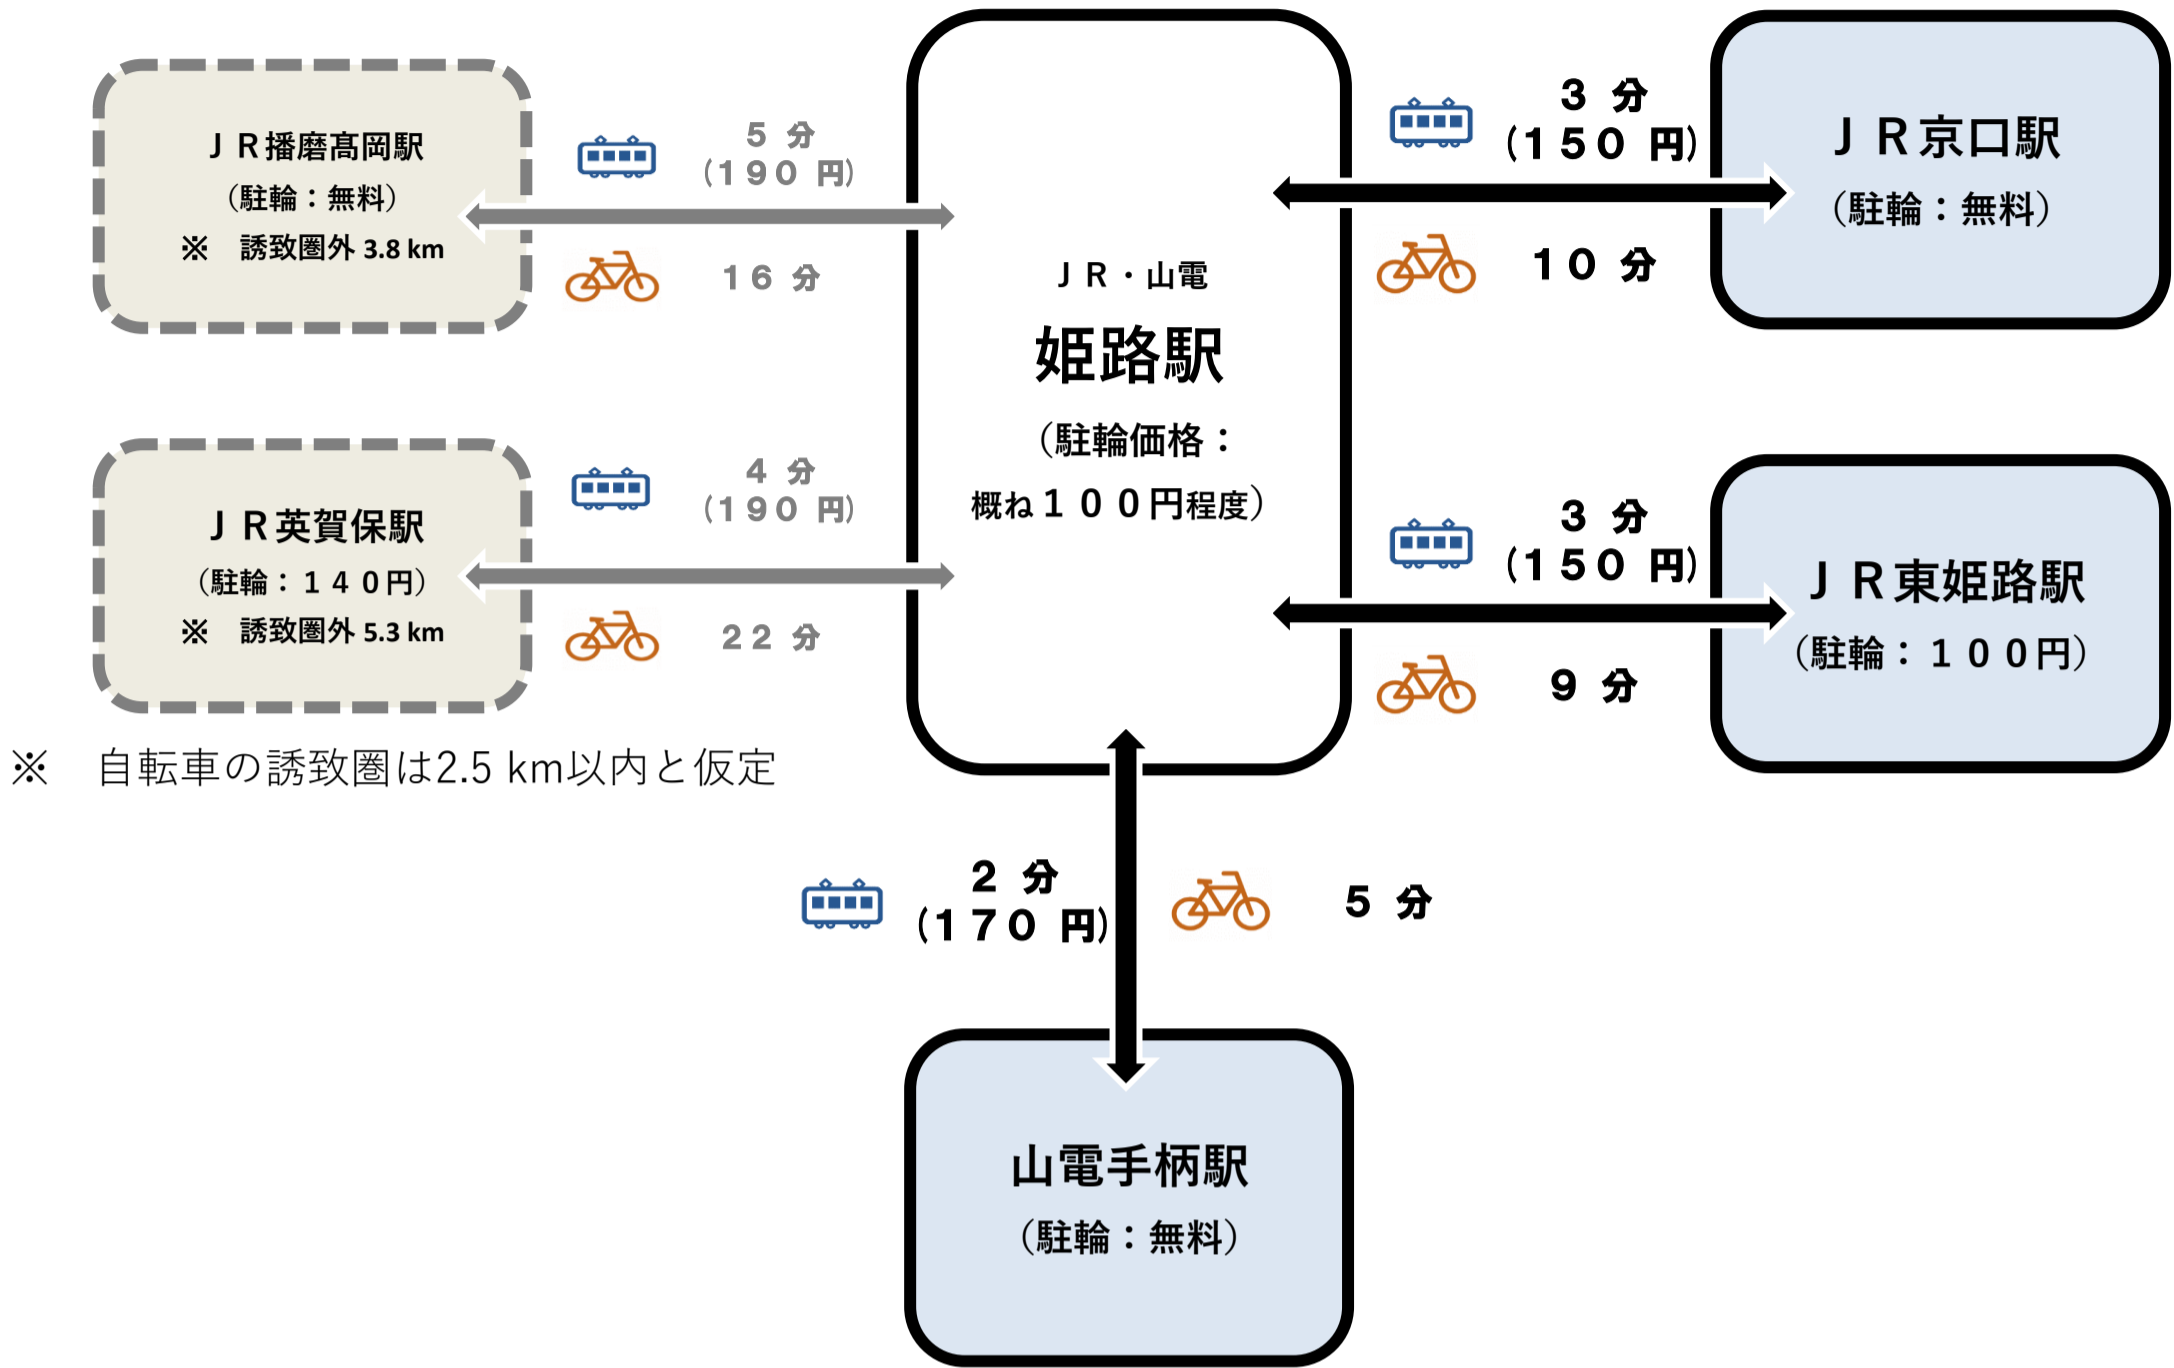 ＪＲ播磨髙岡駅
（駐輪：無料）
※　誘致圏外 3.8 km
5 分
(190 円)
16 分
ＪＲ英賀保駅
（駐輪：１４０円）
※　誘致圏外 5.3 km
4 分
(190 円)
22 分
※　自転車の誘致圏は2.5 km以内と仮定
ＪＲ・山電
姫路駅
（駐輪価格：
概ね１００円程度）
3 分
(150 円)
10 分
ＪＲ京口駅
（駐輪：無料）
3 分
(150 円)
9 分
ＪＲ東姫路駅
（駐輪：１００円）
2 分
(170 円)
5 分
山電手柄駅
（駐輪：無料）